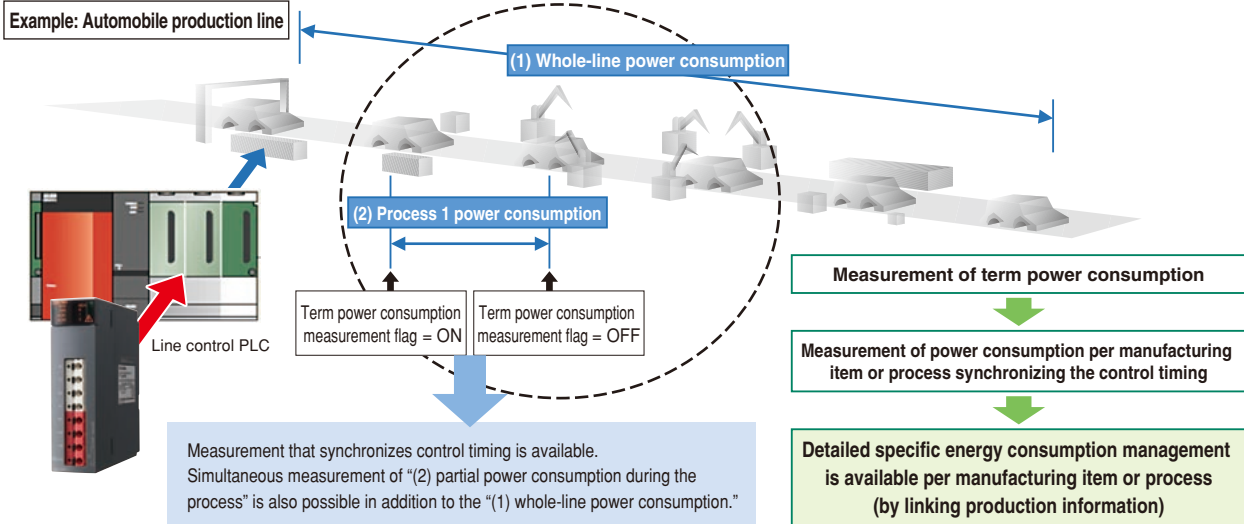 Example: Automobile production line
(1) Whole-line power consumption
(2) Process 1 power consumption
Term power consumption
measurement flag = ON
Term power consumption
measurement flag = OFF
Line control PLC
Measurement that synchronizes control timing is available.
Simultaneous measurement of “(2) partial power consumption during the
process” is also possible in addition to the “(1) whole-line power consumption.”
Measurement of term power consumption
Measurement of power consumption per manufacturing
item or process synchronizing the control timing
Detailed specific energy consumption management
is available per manufacturing item or process
(by linking production information)